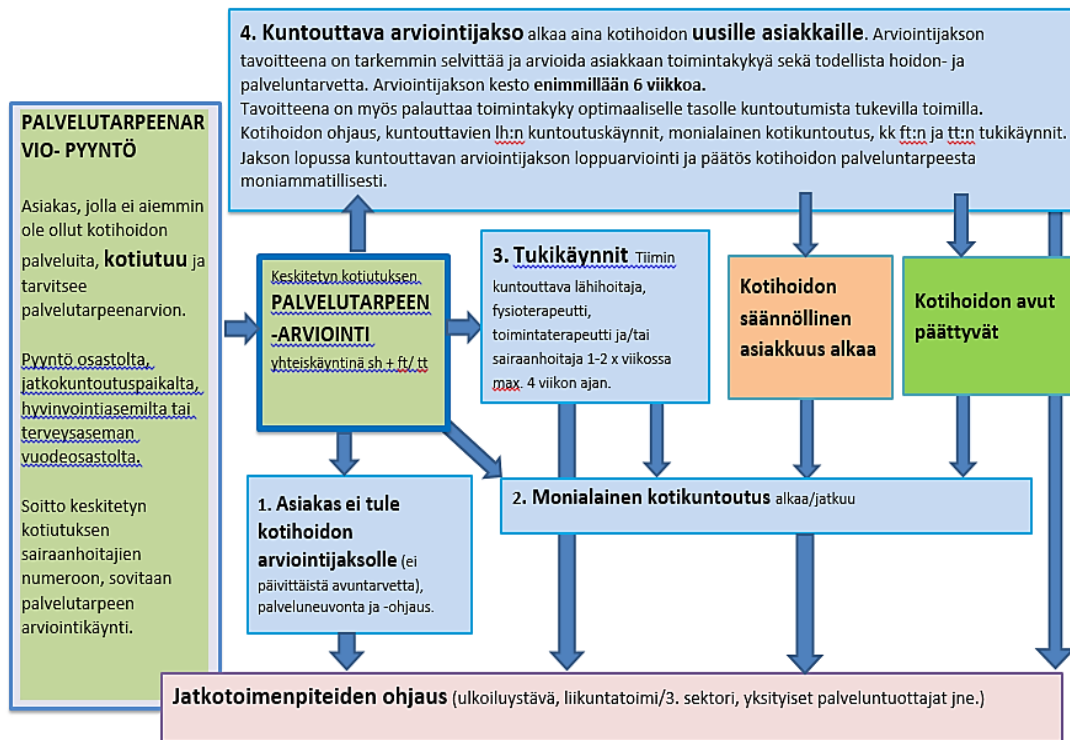 4. Kuntouttava arviointijakso alkaa aina kotihoidon uusille asiakkaille. Arviointijakson
tavoitteena on tarkemmin selvittää ja arvioida asiakkaan toimintakykyä sekä todellista hoidon- ja
palveluntarvetta. Arviointijakson kesto enimmillään 6 viikkoa.
Tavoitteena on myös palauttaa toimintakyky optimaaliselle tasolle kuntoutumista tukevilla toimilla.
Kotihoidon ohjaus, kuntouttavien lh:n kuntoutuskäynnit, monialainen kotikuntoutus, kk ft:n ja tt:n tukikäynnit.
Jakson lopussa kuntouttavan arviointijakson loppuarviointi ja päätös kotihoidon palveluntarpeesta
moniammatillisesti.
PALVELUTARPEENAR
VIO- PYYNTÖ
Asiakas, jolla ei aiemmin
ole ollut kotihoidon
palveluita, kotiutuu ja
tarvitsee
palvelutarpeenarvion.
Pyyntö osastolta,
jatkokuntoutuspaikalta,
hyvinvointiasemilta tai
terveysaseman
vuodeosastolta.
Soitto keskitetyn
kotiutuksen
sairaanhoitajien
numeroon, sovitaan
palvelutarpeen
arviointikäynti.
Keskitetyn kotiutuksen
PALVELUTARPEEN
-ARVIOINTI
yhteiskäyntinä sh + ft/ tt
3. Tukikäynnit Tiimin
kuntouttava lähihoitaja,
fysioterapeutti,
toimintaterapeutti ja/tai
sairaanhoitaja 1-2 x viikossa
max. 4 viikon ajan.
Kotihoidon
säännöllinen
asiakkuus alkaa
Kotihoidon avut
päättyvät
1. Asiakas ei tule
kotihoidon
arviointijaksolle (ei
päivittäistä avuntarvetta),
palveluneuvonta ja -ohjaus.
2. Monialainen kotikuntoutus alkaa/jatkuu
Jatkotoimenpiteiden ohjaus (ulkoiluystävä, liikuntatoimi/3. sektori, yksityiset palveluntuottajat jne.)